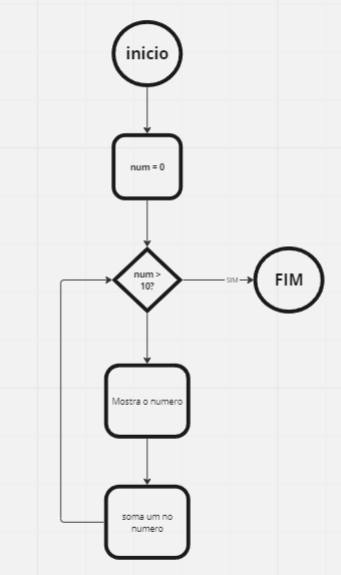 inicio
num = 0
num >
10?
SIM
FIM
Mostra o numero
soma um no
numero